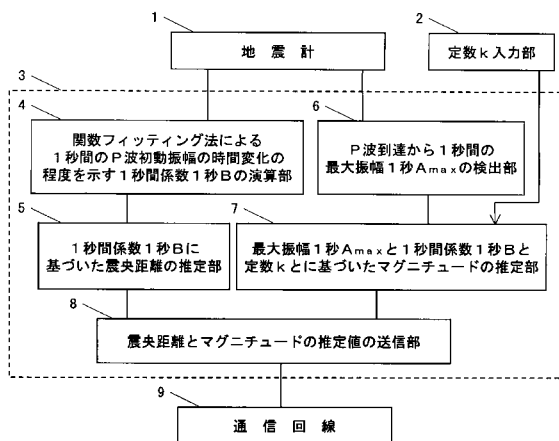 1
地震計
2
定数k入力部
3
4
関数フィッティング法による
1秒間のP波初動振幅の時間変化の
程度を示す1秒間係数1秒Bの演算部
6
P波到達から1秒間の
最大振幅1秒Amaxの検出部
5
1秒間係数1秒Bに
基づいた震央距離の推定部
7
最大振幅1秒Amaxと1秒間係数1秒Bと
定数kとに基づいたマグニチュードの推定部
8
震央距離とマグニチュードの推定値の送信部
9
通信回線